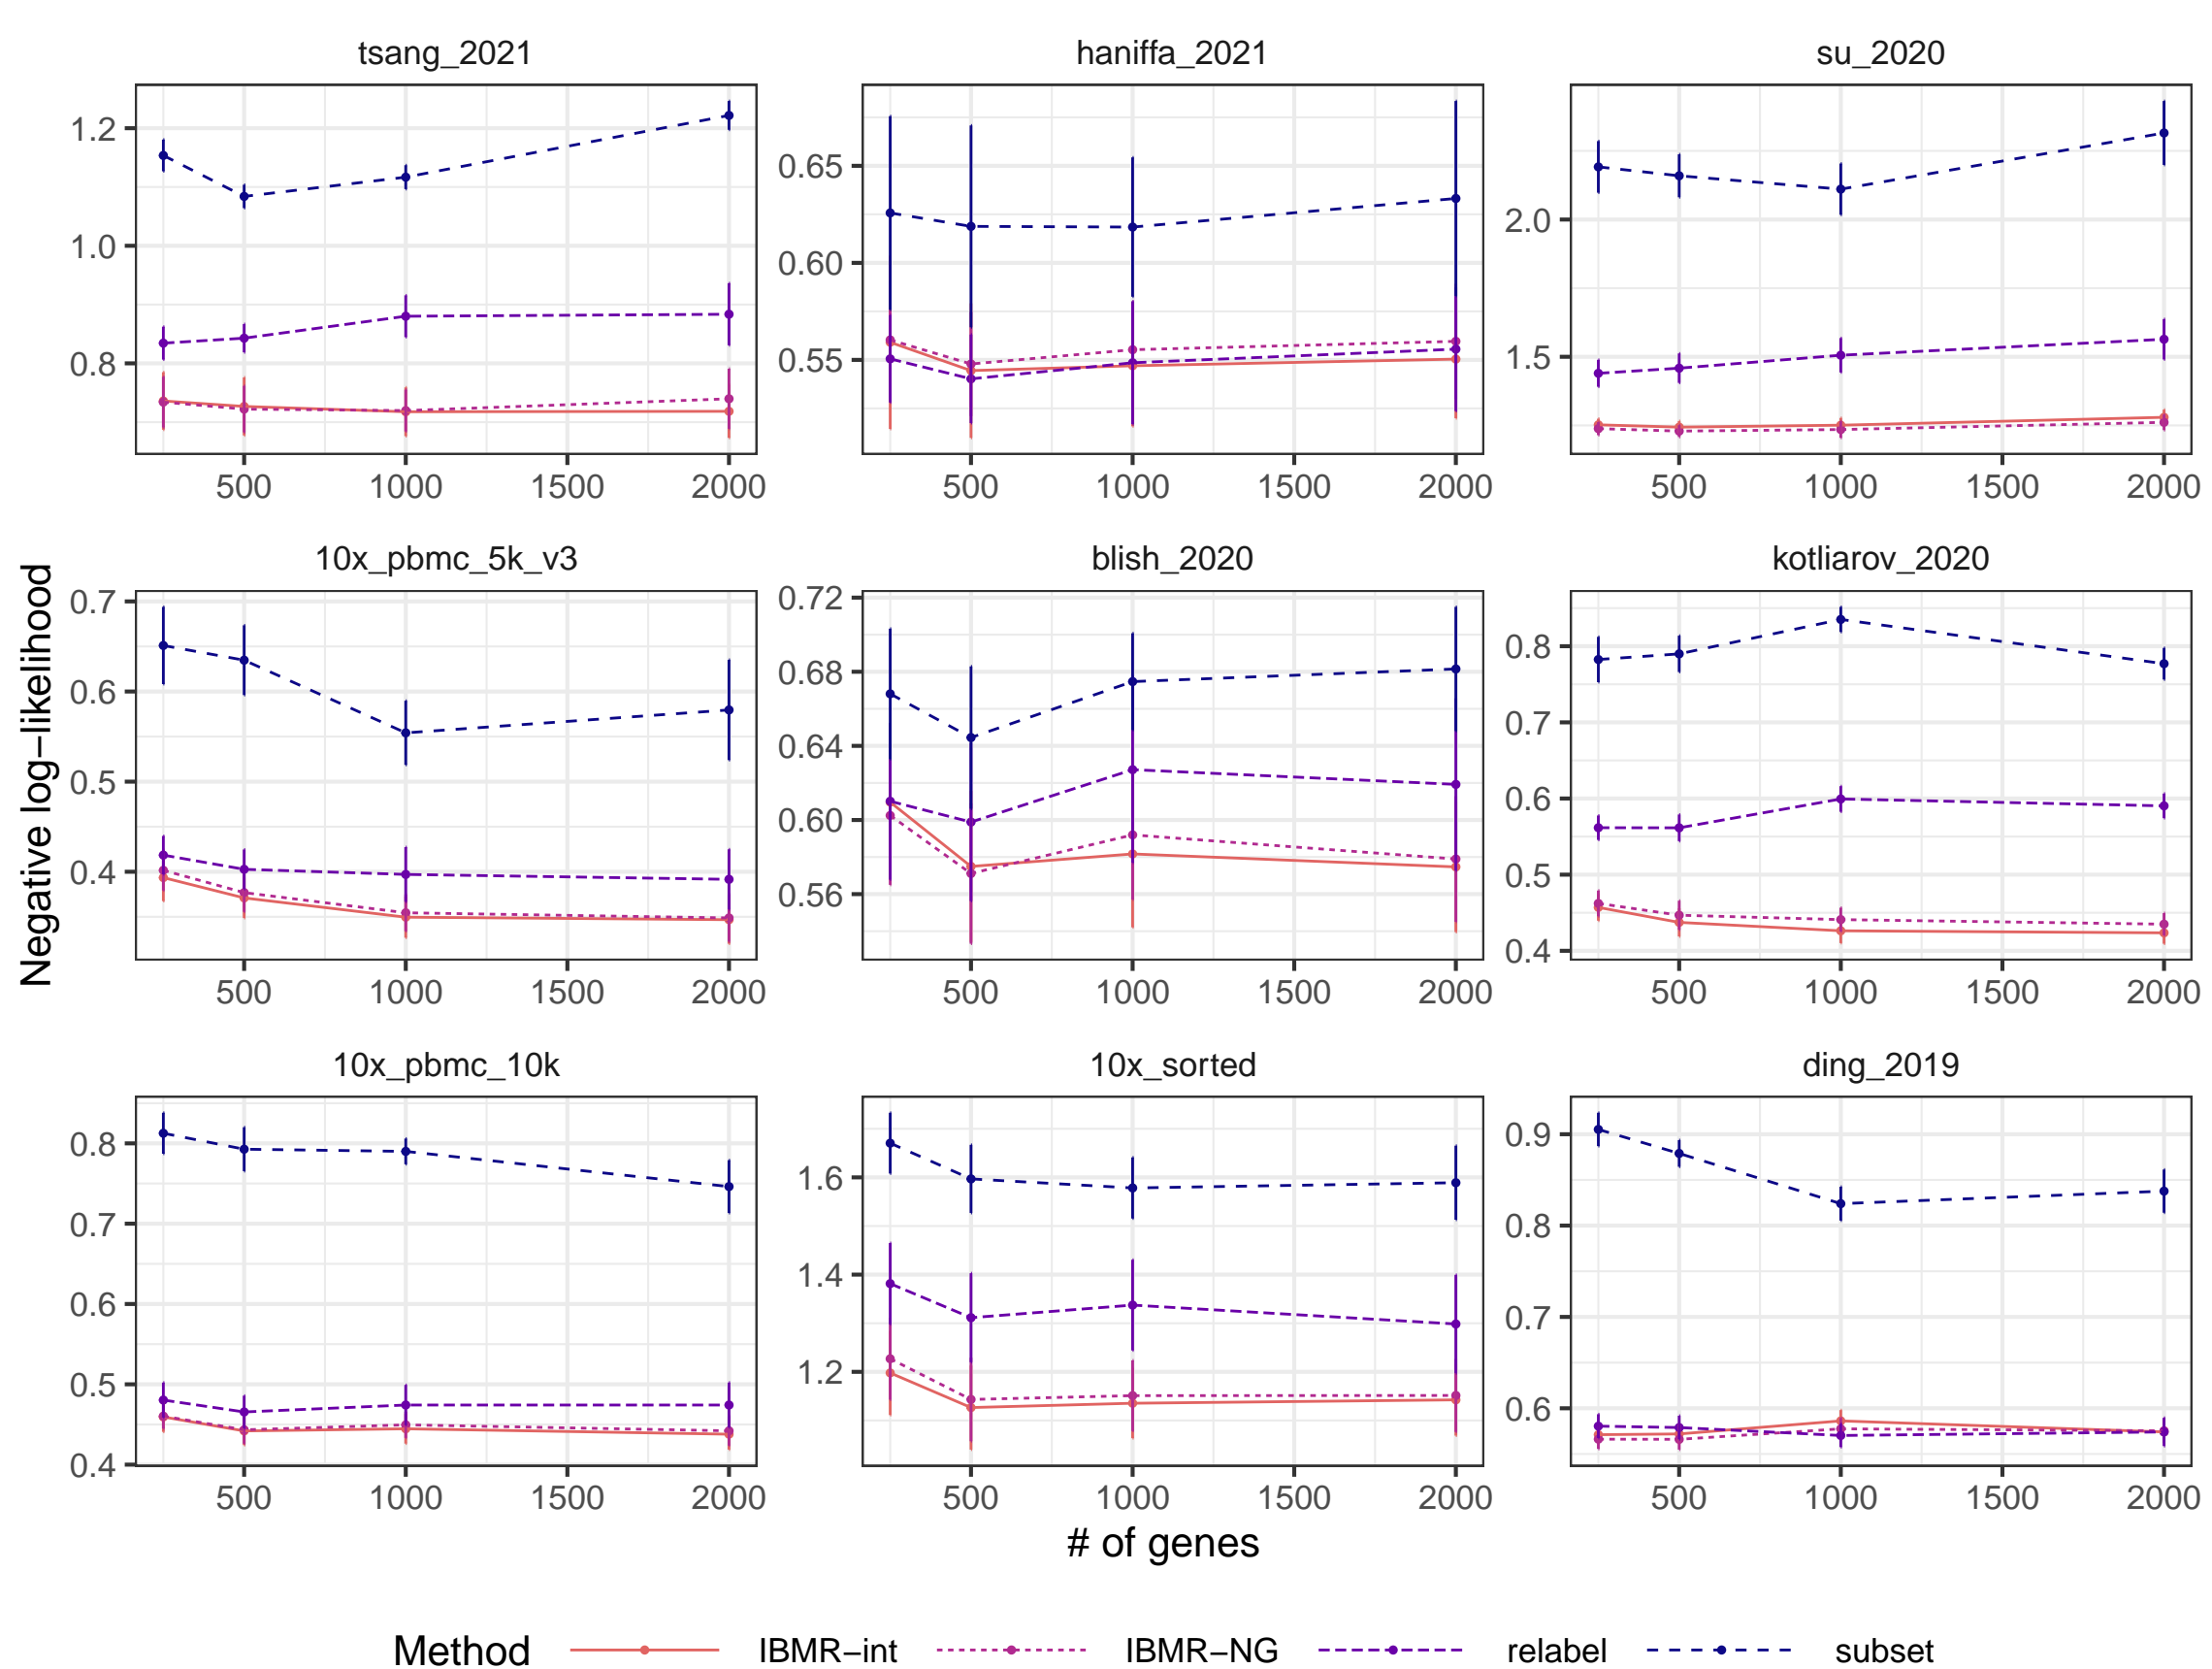 tsang_2021 haniffa_2021 su_2020
1.2 1.0 0.8
0.65 0.60 0.55
2.0 1.5
500 1000 1500 2000 500 1000 1500 2000 500 1000 1500 2000
10x_pbmc_5k_v3 blish_2020 kotliarov_2020
0.7 0.6 0.5 0.4
0.72 0.68 0.64 0.60 0.56
0.8 0.7 0.6 0.5 0.4
500 1000 1500 2000 500 1000 1500 2000 500 1000 1500 2000
Negative log−likelihood
10x_pbmc_10k 10x_sorted ding_2019
0.8 0.7 0.6 0.5 0.4
1.6 1.4 1.2
0.9 0.8 0.7 0.6
500 1000 1500 2000 500 1000 1500 2000 500 1000 1500 2000
# of genes
Method IBMR−int IBMR−NG relabel subset